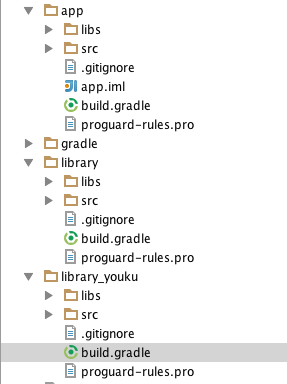 app
libs
src
.gitignore
app.iml
build.gradle
proguard-rules.pro
gradle
library
libs
src
.gitignore
build.gradle
proguard-rules.pro
library_youku
libs
src
.gitignore
build.gradle
proguard-rules.pro